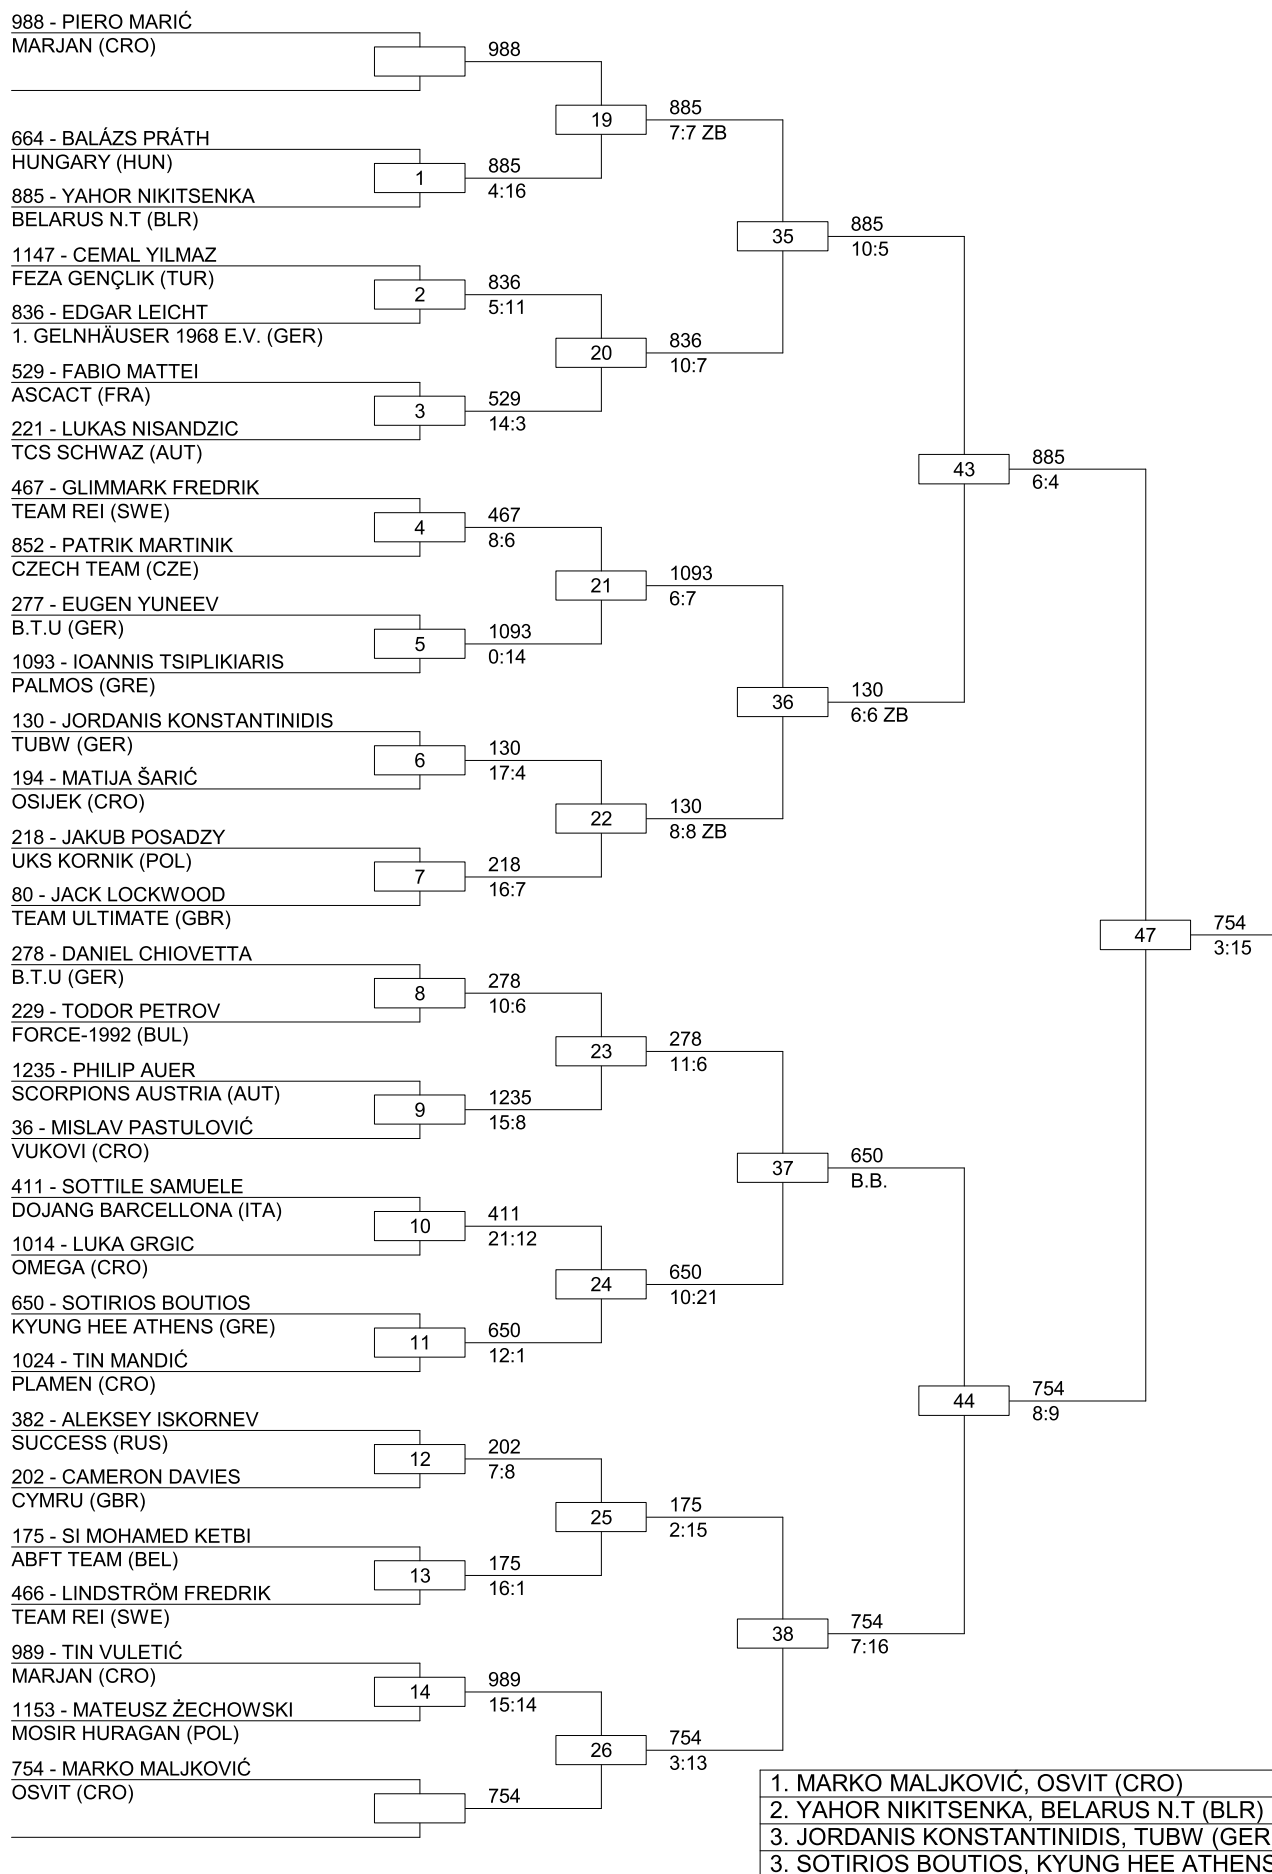 988 - PIERO MARIĆ
MARJAN (CRO)
988
19
885
7:7 ZB
664 - BALÁZS PRÁTH
HUNGARY (HUN)
1
885
4:16
885 - YAHOR NIKITSENKA
BELARUS N.T (BLR)
35
885
10:5
1147 - CEMAL YILMAZ
FEZA GENÇLIK (TUR)
2
836
5:11
836 - EDGAR LEICHT
1. GELNHÄUSER 1968 E.V. (GER)
20
836
10:7
529 - FABIO MATTEI
ASCACT (FRA)
3
529
14:3
221 - LUKAS NISANDZIC
TCS SCHWAZ (AUT)
43
885
6:4
467 - GLIMMARK FREDRIK
TEAM REI (SWE)
4
467
8:6
852 - PATRIK MARTINIK
CZECH TEAM (CZE)
21
1093
6:7
277 - EUGEN YUNEEV
B.T.U (GER)
5
1093
0:14
1093 - IOANNIS TSIPLIKIARIS
PALMOS (GRE)
36
130
6:6 ZB
130 - JORDANIS KONSTANTINIDIS
TUBW (GER)
6
130
17:4
194 - MATIJA ŠARIĆ
OSIJEK (CRO)
22
130
8:8 ZB
218 - JAKUB POSADZY
UKS KORNIK (POL)
7
218
16:7
80 - JACK LOCKWOOD
TEAM ULTIMATE (GBR)
47
754
3:15
278 - DANIEL CHIOVETTA
B.T.U (GER)
8
278
10:6
229 - TODOR PETROV
FORCE-1992 (BUL)
23
278
11:6
1235 - PHILIP AUER
SCORPIONS AUSTRIA (AUT)
9
1235
15:8
36 - MISLAV PASTULOVIĆ
VUKOVI (CRO)
37
650
B.B.
411 - SOTTILE SAMUELE
DOJANG BARCELLONA (ITA)
10
411
21:12
1014 - LUKA GRGIC
OMEGA (CRO)
24
650
10:21
650 - SOTIRIOS BOUTIOS
KYUNG HEE ATHENS (GRE)
11
650
12:1
1024 - TIN MANDIĆ
PLAMEN (CRO)
44
754
8:9
382 - ALEKSEY ISKORNEV
SUCCESS (RUS)
12
202
7:8
202 - CAMERON DAVIES
CYMRU (GBR)
25
175
2:15
175 - SI MOHAMED KETBI
ABFT TEAM (BEL)
13
175
16:1
466 - LINDSTRÖM FREDRIK
TEAM REI (SWE)
38
754
7:16
989 - TIN VULETIĆ
MARJAN (CRO)
14
989
15:14
1153 - MATEUSZ ŻECHOWSKI
MOSIR HURAGAN (POL)
26
754
3:13
754 - MARKO MALJKOVIĆ
OSVIT (CRO)
754
1. MARKO MALJKOVIĆ, OSVIT (CRO)
2. YAHOR NIKITSENKA, BELARUS N.T (BLR)
3. JORDANIS KONSTANTINIDIS, TUBW (GER
3. SOTIRIOS BOUTIOS, KYUNG HEE ATHENS